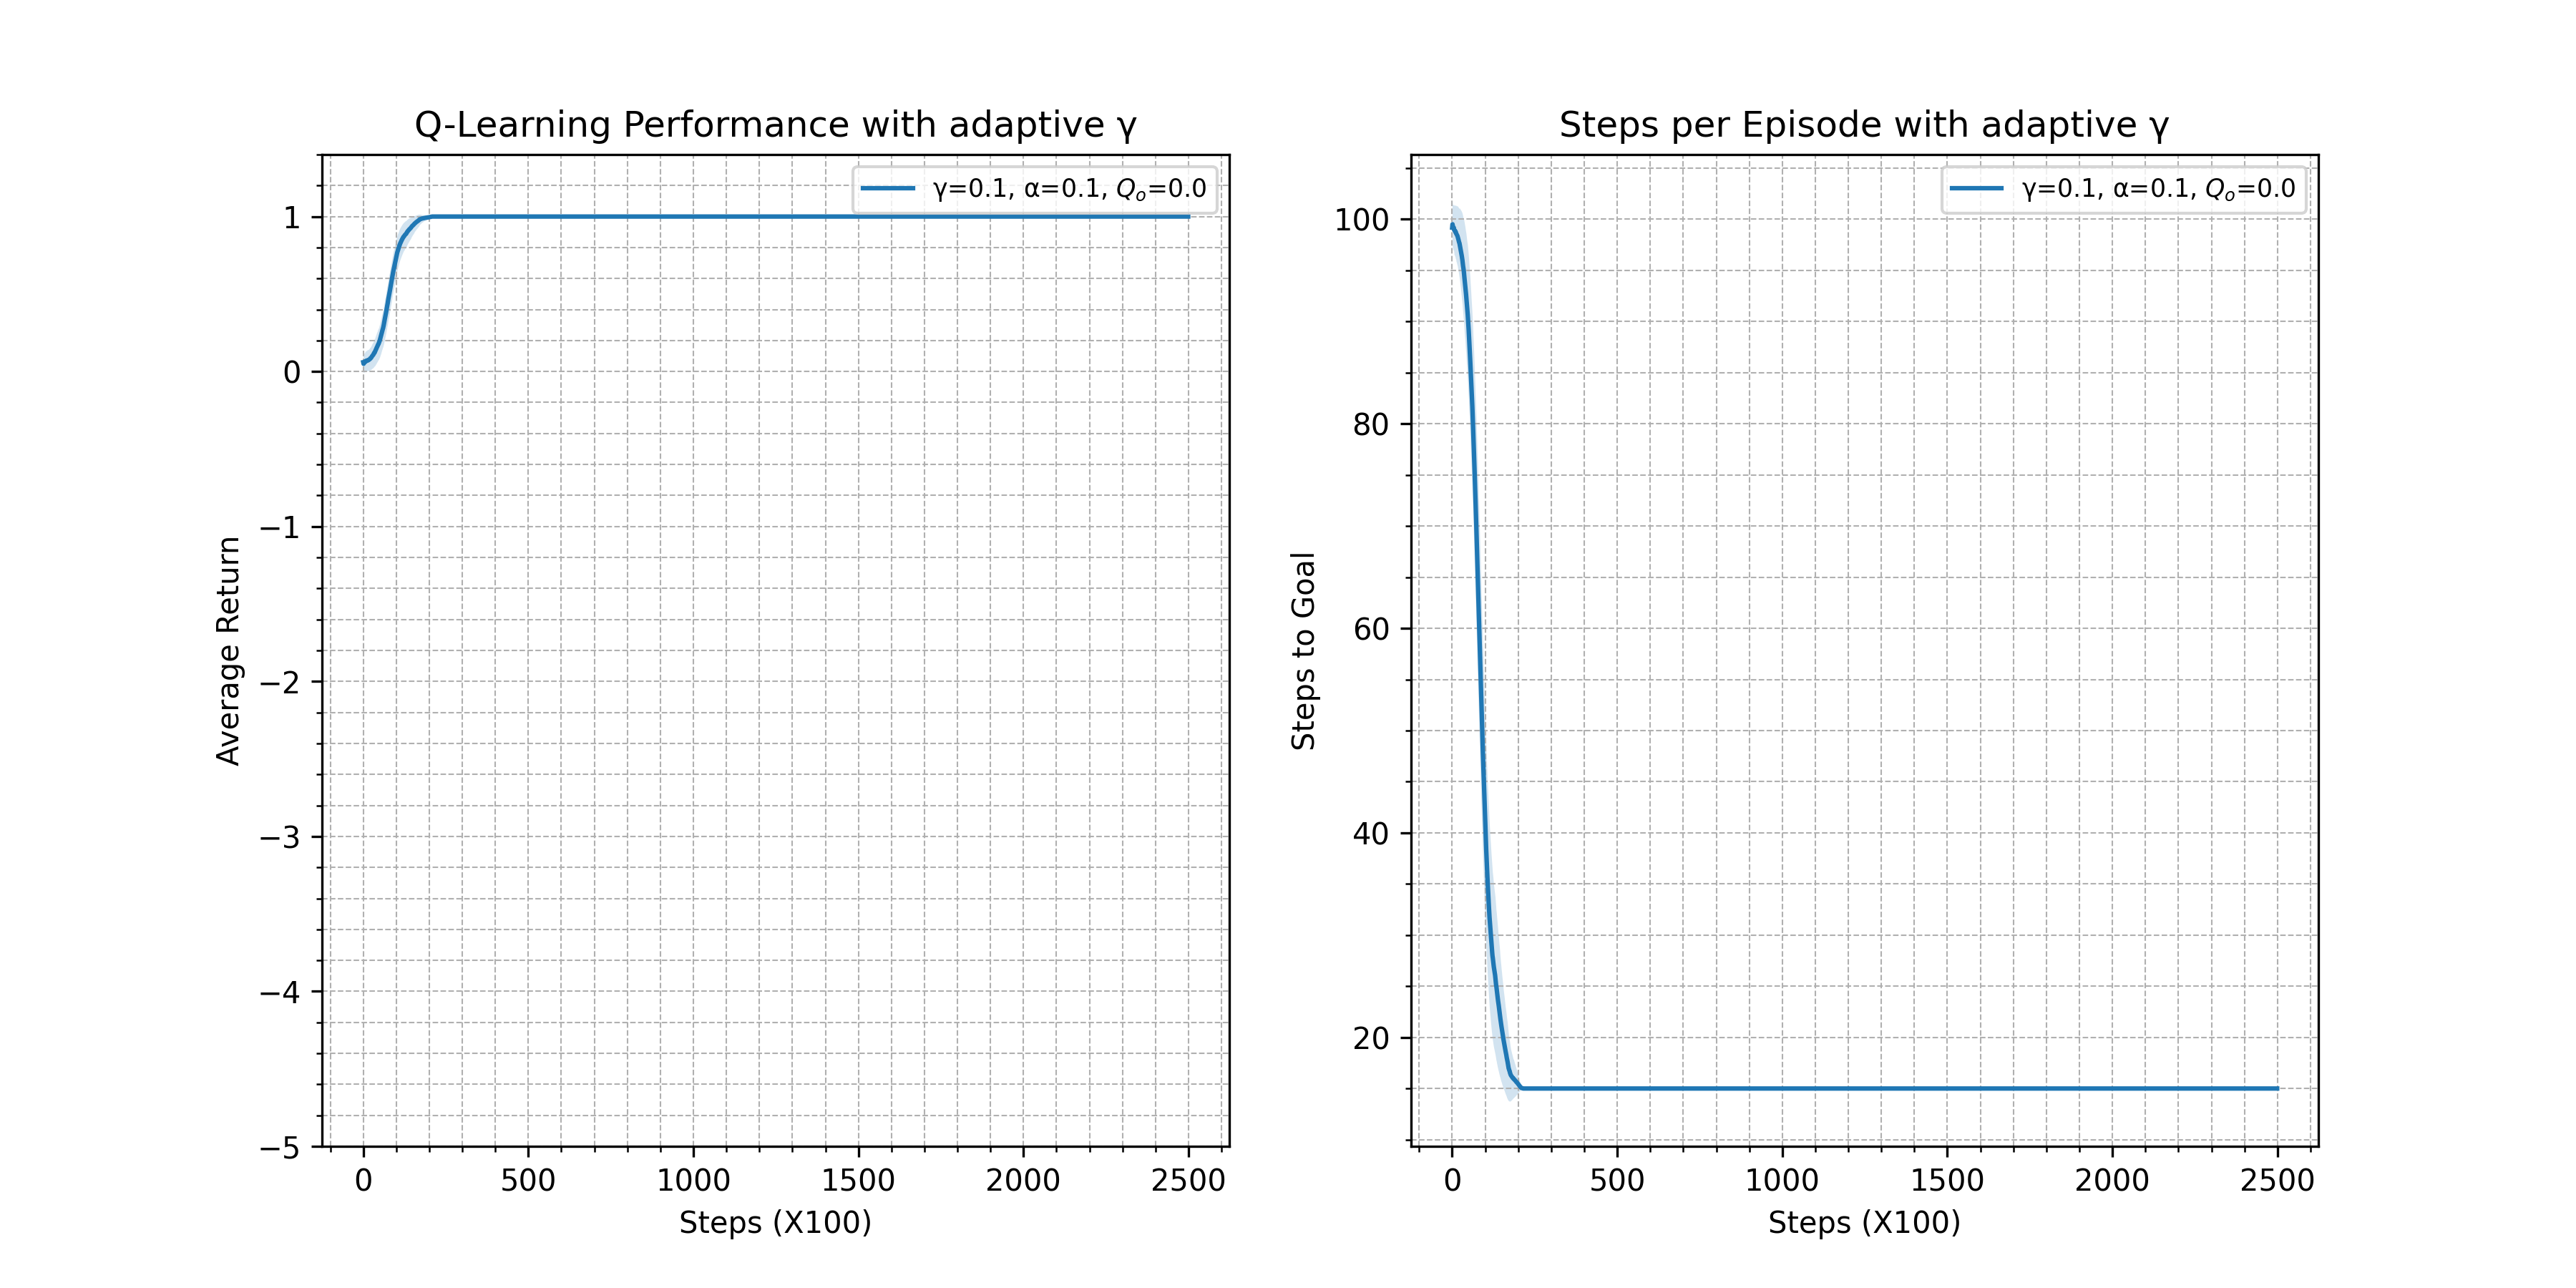 Q-Learning Performance with adaptive γ
γ=0.1, α=0.1, Qₒ=0.0
1
0
−1
−2
−3
−4
−5
Average Return
0 500 1000 1500 2000 2500
Steps (X100)
Steps per Episode with adaptive γ
γ=0.1, α=0.1, Qₒ=0.0
100
80
60
40
20
Steps to Goal
0 500 1000 1500 2000 2500
Steps (X100)